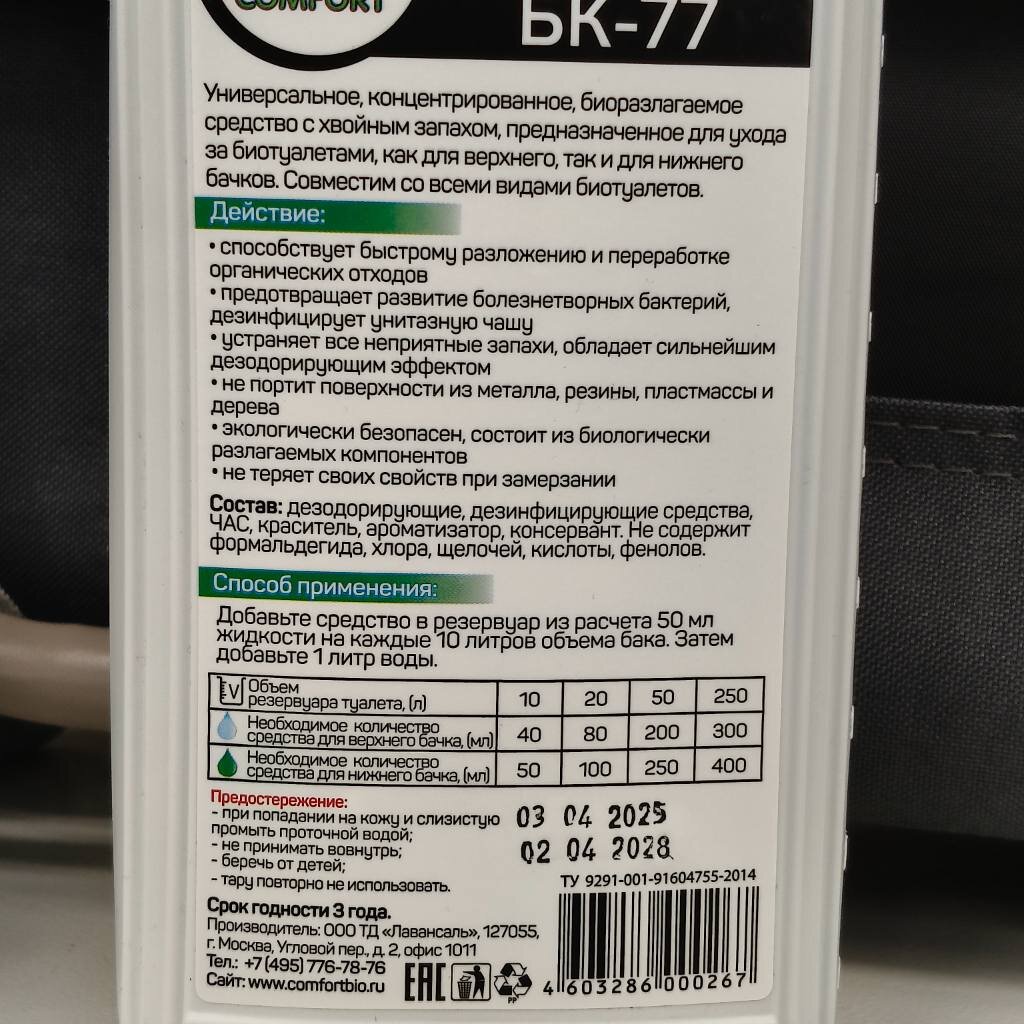 COMFORT
БК-77
Универсальное, концентрированное, биоразлагаемое
средство с хвойным запахом, предназначенное для ухода
за биотуалетами, как для верхнего, так и для нижнего
бачков. Совместим со всеми видами биотуалетов.
Действие:
• способствует быстрому разложению и переработке
органических отходов
• предотвращает развитие болезнетворных бактерий,
дезинфицирует унитазную чашу
• устраняет все неприятные запахи, обладает сильнейшим
дезодорирующим эффектом
• не портит поверхности из металла, резины, пластмассы и
дерева
• экологически безопасен, состоит из биологически
разлагаемых компонентов
• не теряет своих свойств при замерзании
Состав: дезодорирующие, дезинфицирующие средства,
ЧАС, краситель, ароматизатор, консервант. Не содержит
формальдегида, хлора, щелочей, кислоты, фенолов.
Способ применения:
Добавьте средство в резервуар из расчета 50 мл
жидкости на каждые 10 литров объема бака. Затем
добавьте 1 литр воды.
V Объем
резервуара туалета, (л) 10 20 50 250
Необходимое количество
средства для верхнего бачка, (мл) 40 80 200 300
Необходимое количество
средства для нижнего бачка, (мл) 50 100 250 400
Предостережение:
- при попадании на кожу и слизистую
промыть проточной водой;
- не принимать вовнутрь;
- беречь от детей;
- тару повторно не использовать.
03 04 2025
02 04 2028
ТУ 9291-001-91604755-2014
Срок годности 3 года.
Производитель: ООО ТД «Лавансаль», 127055,
г. Москва, Угловой пер., д. 2, офис 1011
Тел.: +7 (495) 776-78-76
Сайт: www.comfortbio.ru
EAC
PP
4 603286 000267